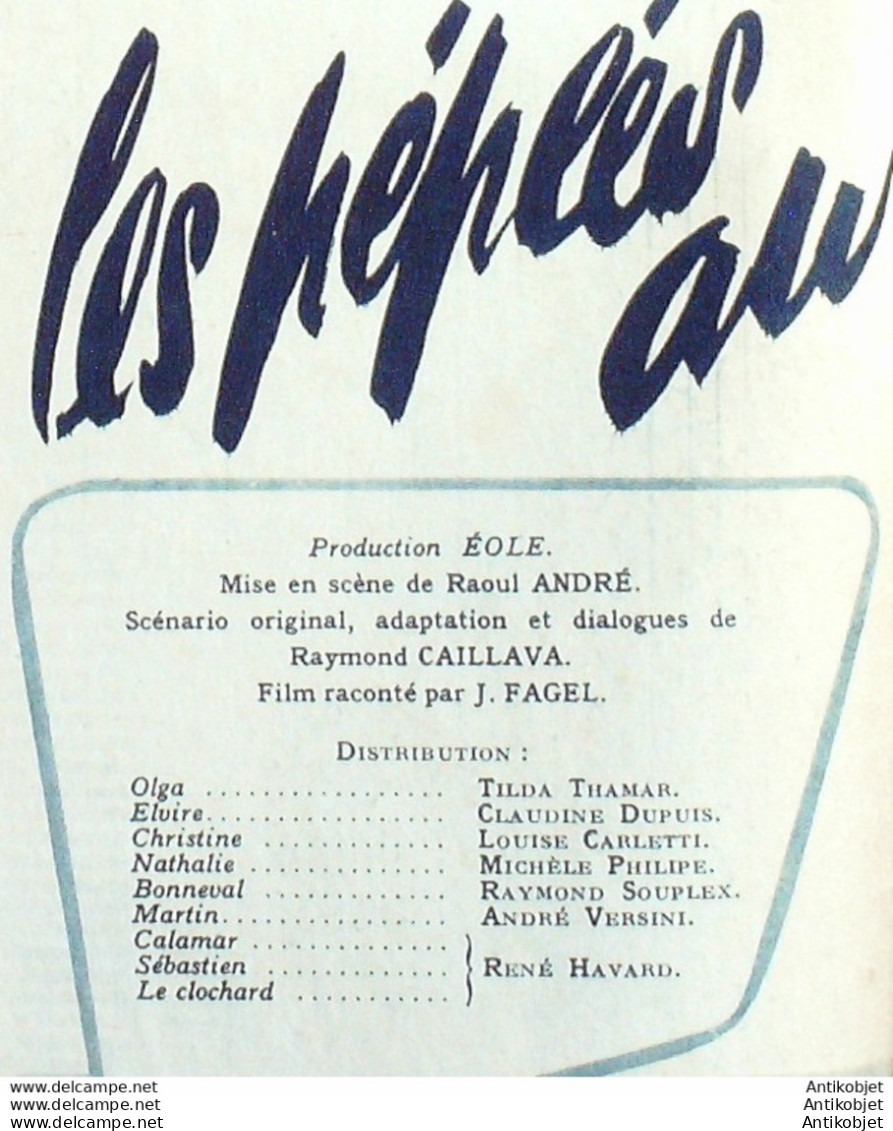 les pépées
au
Production ÉOLE.
Mise en scène de Raoul ANDRÉ.
Scénario original, adaptation et dialogues de
Raymond CAILLAVA.
Film raconté par J. FAGEL.
DISTRIBUTION :
Olga .................. TILDA THAMAR.
Elvire.................. CLAUDINE DUPUIS.
Christine .............. LOUISE CARLETTI.
Nathalie ............... MICHÈLE PHILIPE.
Bonneval .............. RAYMOND SOUPLEX.
Martin................. ANDRÉ VERSINI.
Calamar ...............
Sébastien .............. } RENÉ HAVARD.
Le clochard ...........
www.delcampe.net Antikobjet
www.delcampe.net Antikobjet
www.delcampe.net Antikobjet